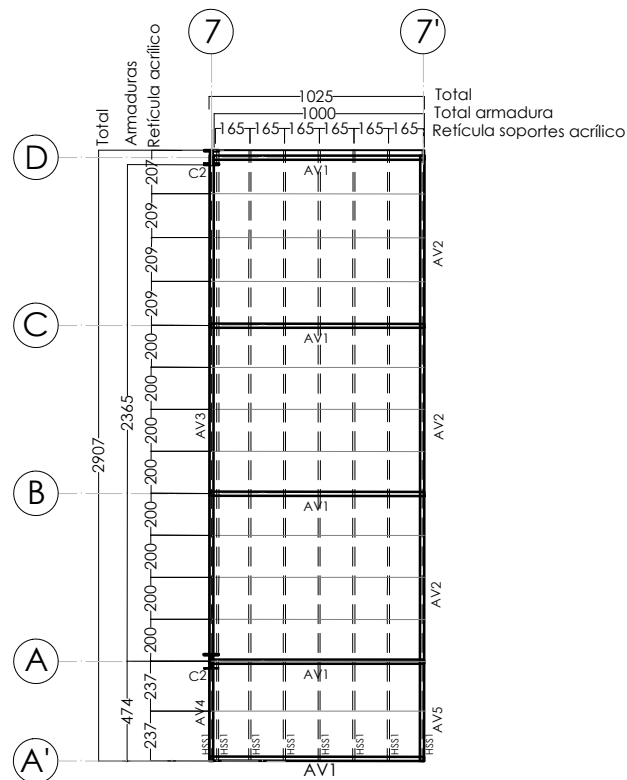 7 7'
Total Armaduras Retícula acrílico
1025 Total
1000 Total armadura
165 165 165 165 165 165 Retícula soportes acrílico
D
C2 AV1
207
209
AV2
209
209
C
AV1
200
200
2365
AV3 AV2
200
2907
200
B
AV1
200
200
AV2
200
200
A
C2 AV1
237
474
AV4 AV5
237
HSS1 HSS1 HSS1 HSS1 HSS1 HSS1 HSS1 HSS1
A'
AV1